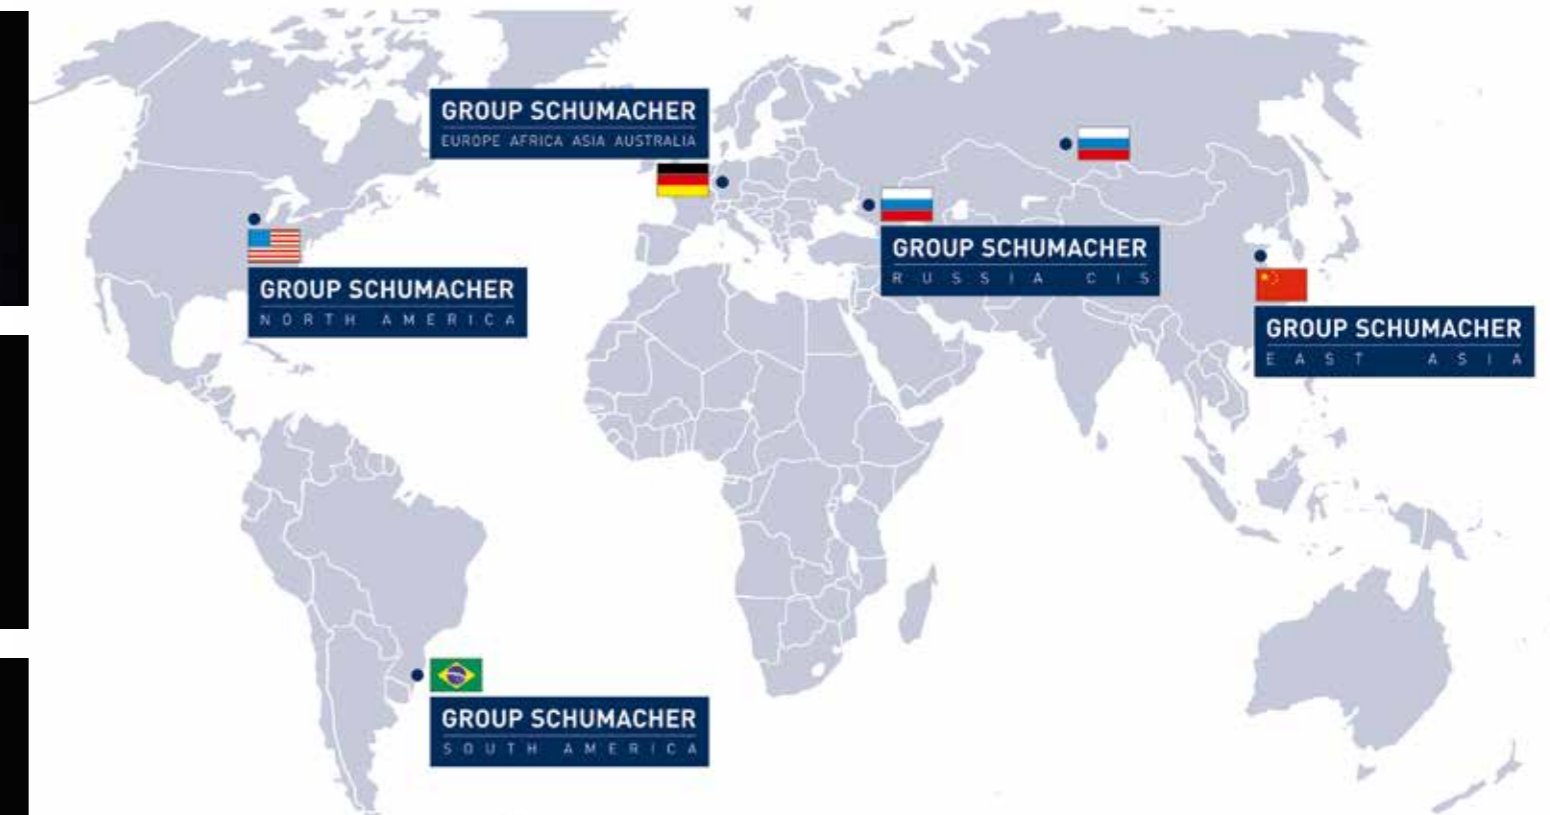 GROUP SCHUMACHER
EUROPE AFRICA ASIA AUSTRALIA
GROUP SCHUMACHER
RUSSIA CIS
GROUP SCHUMACHER
NORTH AMERICA
GROUP SCHUMACHER
EAST ASIA
GROUP SCHUMACHER
SOUTH AMERICA